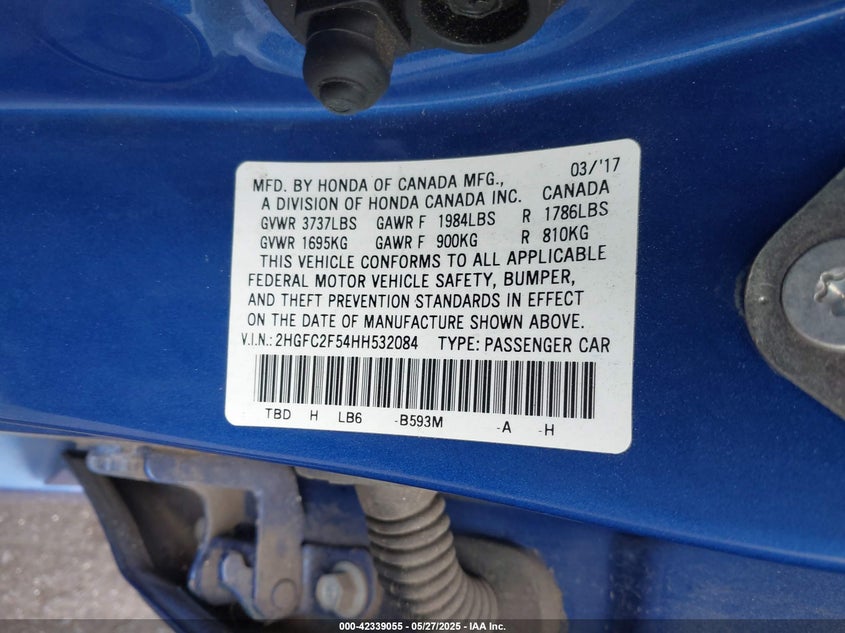 03/'17
MFD. BY HONDA OF CANADA MFG.,
A DIVISION OF HONDA CANADA INC. CANADA
GVWR 3737LBS GAWR F 1984LBS R 1786LBS
GVWR 1695KG GAWR F 900KG R 810KG
THIS VEHICLE CONFORMS TO ALL APPLICABLE
FEDERAL MOTOR VEHICLE SAFETY, BUMPER,
AND THEFT PREVENTION STANDARDS IN EFFECT
ON THE DATE OF MANUFACTURE SHOWN ABOVE.
V.I.N.: 2HGFC2F54HH532084 TYPE: PASSENGER CAR
TBD H LB6 -B593M -A -H
000-42339055 - 05/27/2025 - IAA Inc.